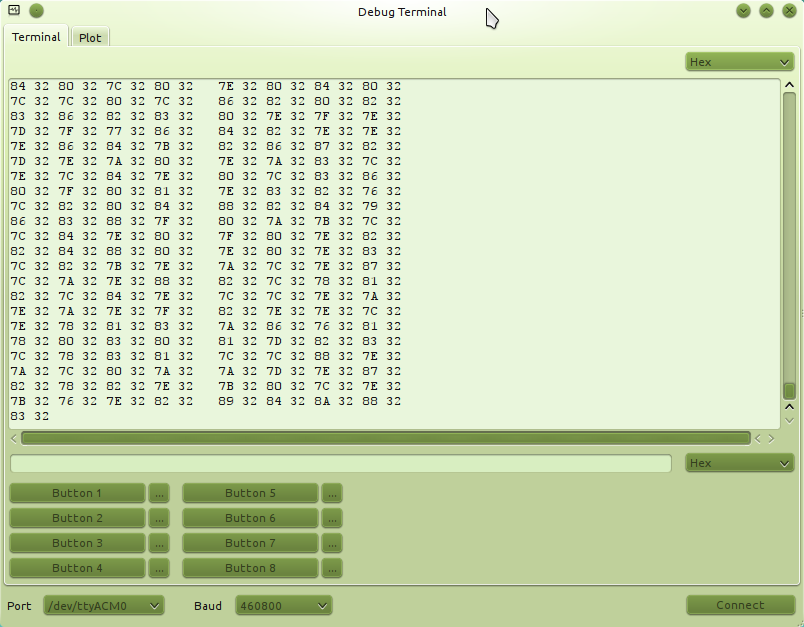 Debug Terminal
Terminal Plot
Hex
84 32 80 32 7C 32 80 32 7E 32 80 32 84 32 80 32
7C 32 7C 32 80 32 7C 32 86 32 82 32 80 32 82 32
83 32 86 32 82 32 83 32 80 32 7E 32 7F 32 7E 32
7D 32 7F 32 77 32 86 32 84 32 82 32 7E 32 7E 32
7E 32 86 32 84 32 7B 32 82 32 86 32 87 32 82 32
7D 32 7E 32 7A 32 80 32 7E 32 7A 32 83 32 7C 32
7E 32 7C 32 84 32 7E 32 80 32 7C 32 83 32 86 32
80 32 7F 32 80 32 81 32 7E 32 83 32 82 32 76 32
7C 32 82 32 80 32 84 32 88 32 82 32 84 32 79 32
86 32 83 32 88 32 7F 32 80 32 7A 32 7B 32 7C 32
7C 32 84 32 7E 32 80 32 7F 32 80 32 7E 32 82 32
82 32 84 32 88 32 80 32 7E 32 80 32 7E 32 83 32
7C 32 82 32 7B 32 7E 32 7A 32 7C 32 7E 32 87 32
7C 32 7A 32 7E 32 88 32 82 32 7C 32 78 32 81 32
82 32 7C 32 84 32 7E 32 7C 32 7C 32 7E 32 7A 32
7E 32 7A 32 7E 32 7F 32 82 32 7E 32 7E 32 7C 32
7E 32 78 32 81 32 83 32 7A 32 86 32 76 32 81 32
78 32 80 32 83 32 80 32 81 32 7D 32 82 32 83 32
7C 32 78 32 83 32 81 32 7C 32 7C 32 88 32 7E 32
7A 32 7C 32 80 32 7A 32 7A 32 7D 32 7E 32 87 32
82 32 78 32 82 32 7E 32 7B 32 80 32 7C 32 7E 32
7B 32 76 32 7E 32 82 32 89 32 84 32 8A 32 88 32
83 32
Hex
Button 1 ... Button 5 ...
Button 2 ... Button 6 ...
Button 3 ... Button 7 ...
Button 4 ... Button 8 ...
Port /dev/ttyACM0 Baud 460800 Connect